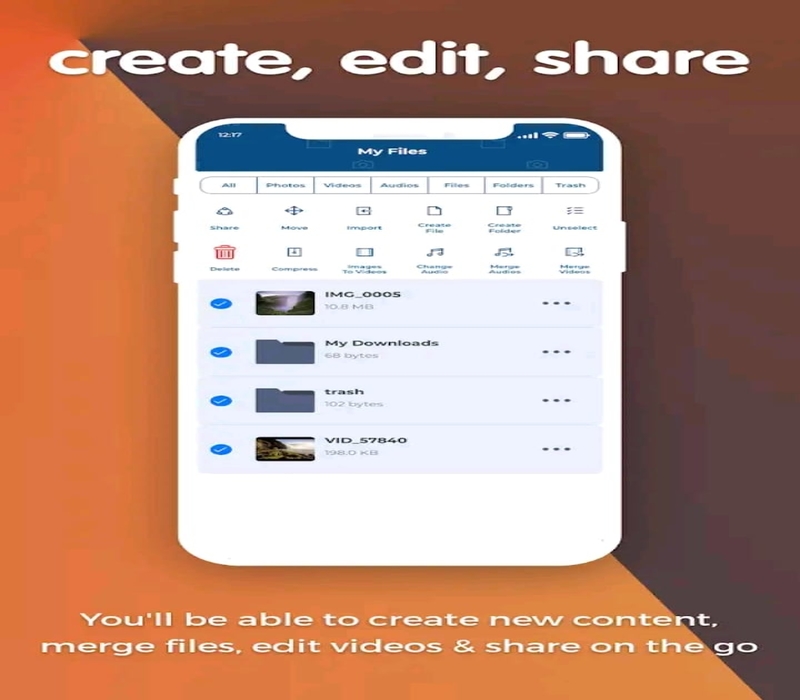 create, edit, share
12:17
My Files
All Photos Videos Audios Files Folders Trash
Share Move Import Create File Create Folder Unselect
Delete Compress Images To Videos Change Audio Merge Audios Merge Videos
IMG_0005
10.8 MB
My Downloads
68 bytes
trash
102 bytes
VID_57840
198.0 KB
You'll be able to create new content,
merge files, edit videos & share on the go